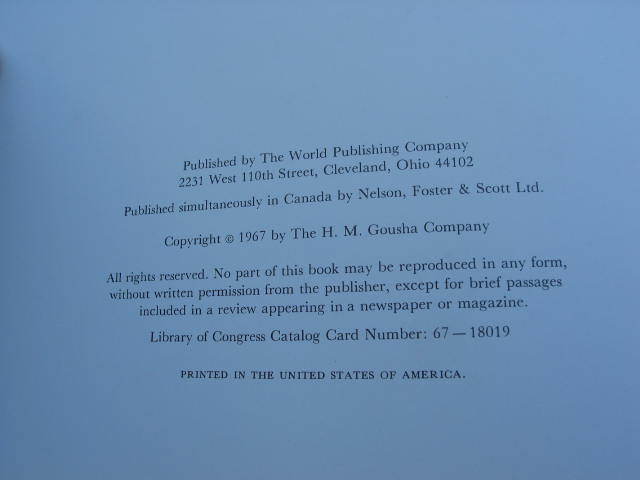 Published by The World Publishing Company
2231 West 110th Street, Cleveland, Ohio 44102
Published simultaneously in Canada by Nelson, Foster & Scott Ltd.
Copyright © 1967 by The H. M. Gousha Company
All rights reserved. No part of this book may be reproduced in any form,
without written permission from the publisher, except for brief passages
included in a review appearing in a newspaper or magazine.
Library of Congress Catalog Card Number: 67—18019
PRINTED IN THE UNITED STATES OF AMERICA.